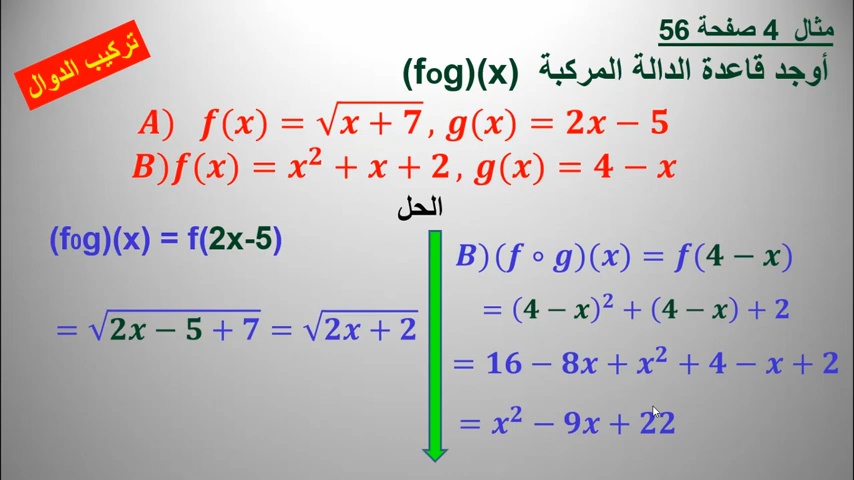 مثال 4 صفحة 56
تركيب الدوال
أوجد قاعدة الدالة المركبة (fog)(x)
A) f(x) = √(x + 7), g(x) = 2x − 5
B)f(x) = x² + x + 2, g(x) = 4 − x
الحل
(fog)(x) = f(2x-5)
= √(2x − 5 + 7) = √(2x + 2)
B)(f ∘ g)(x) = f(4 − x)
= (4 − x)² + (4 − x) + 2
= 16 − 8x + x² + 4 − x + 2
= x² − 9x + 22